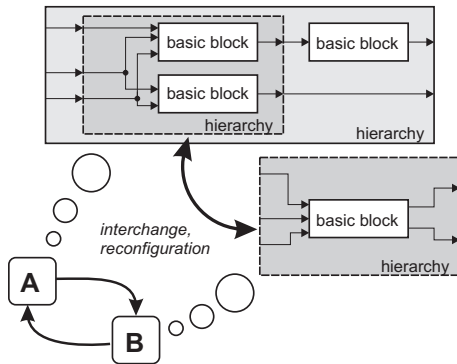 basic block
basic block
basic block
hierarchy
hierarchy
basic block
hierarchy
interchange,
reconfiguration
A
B